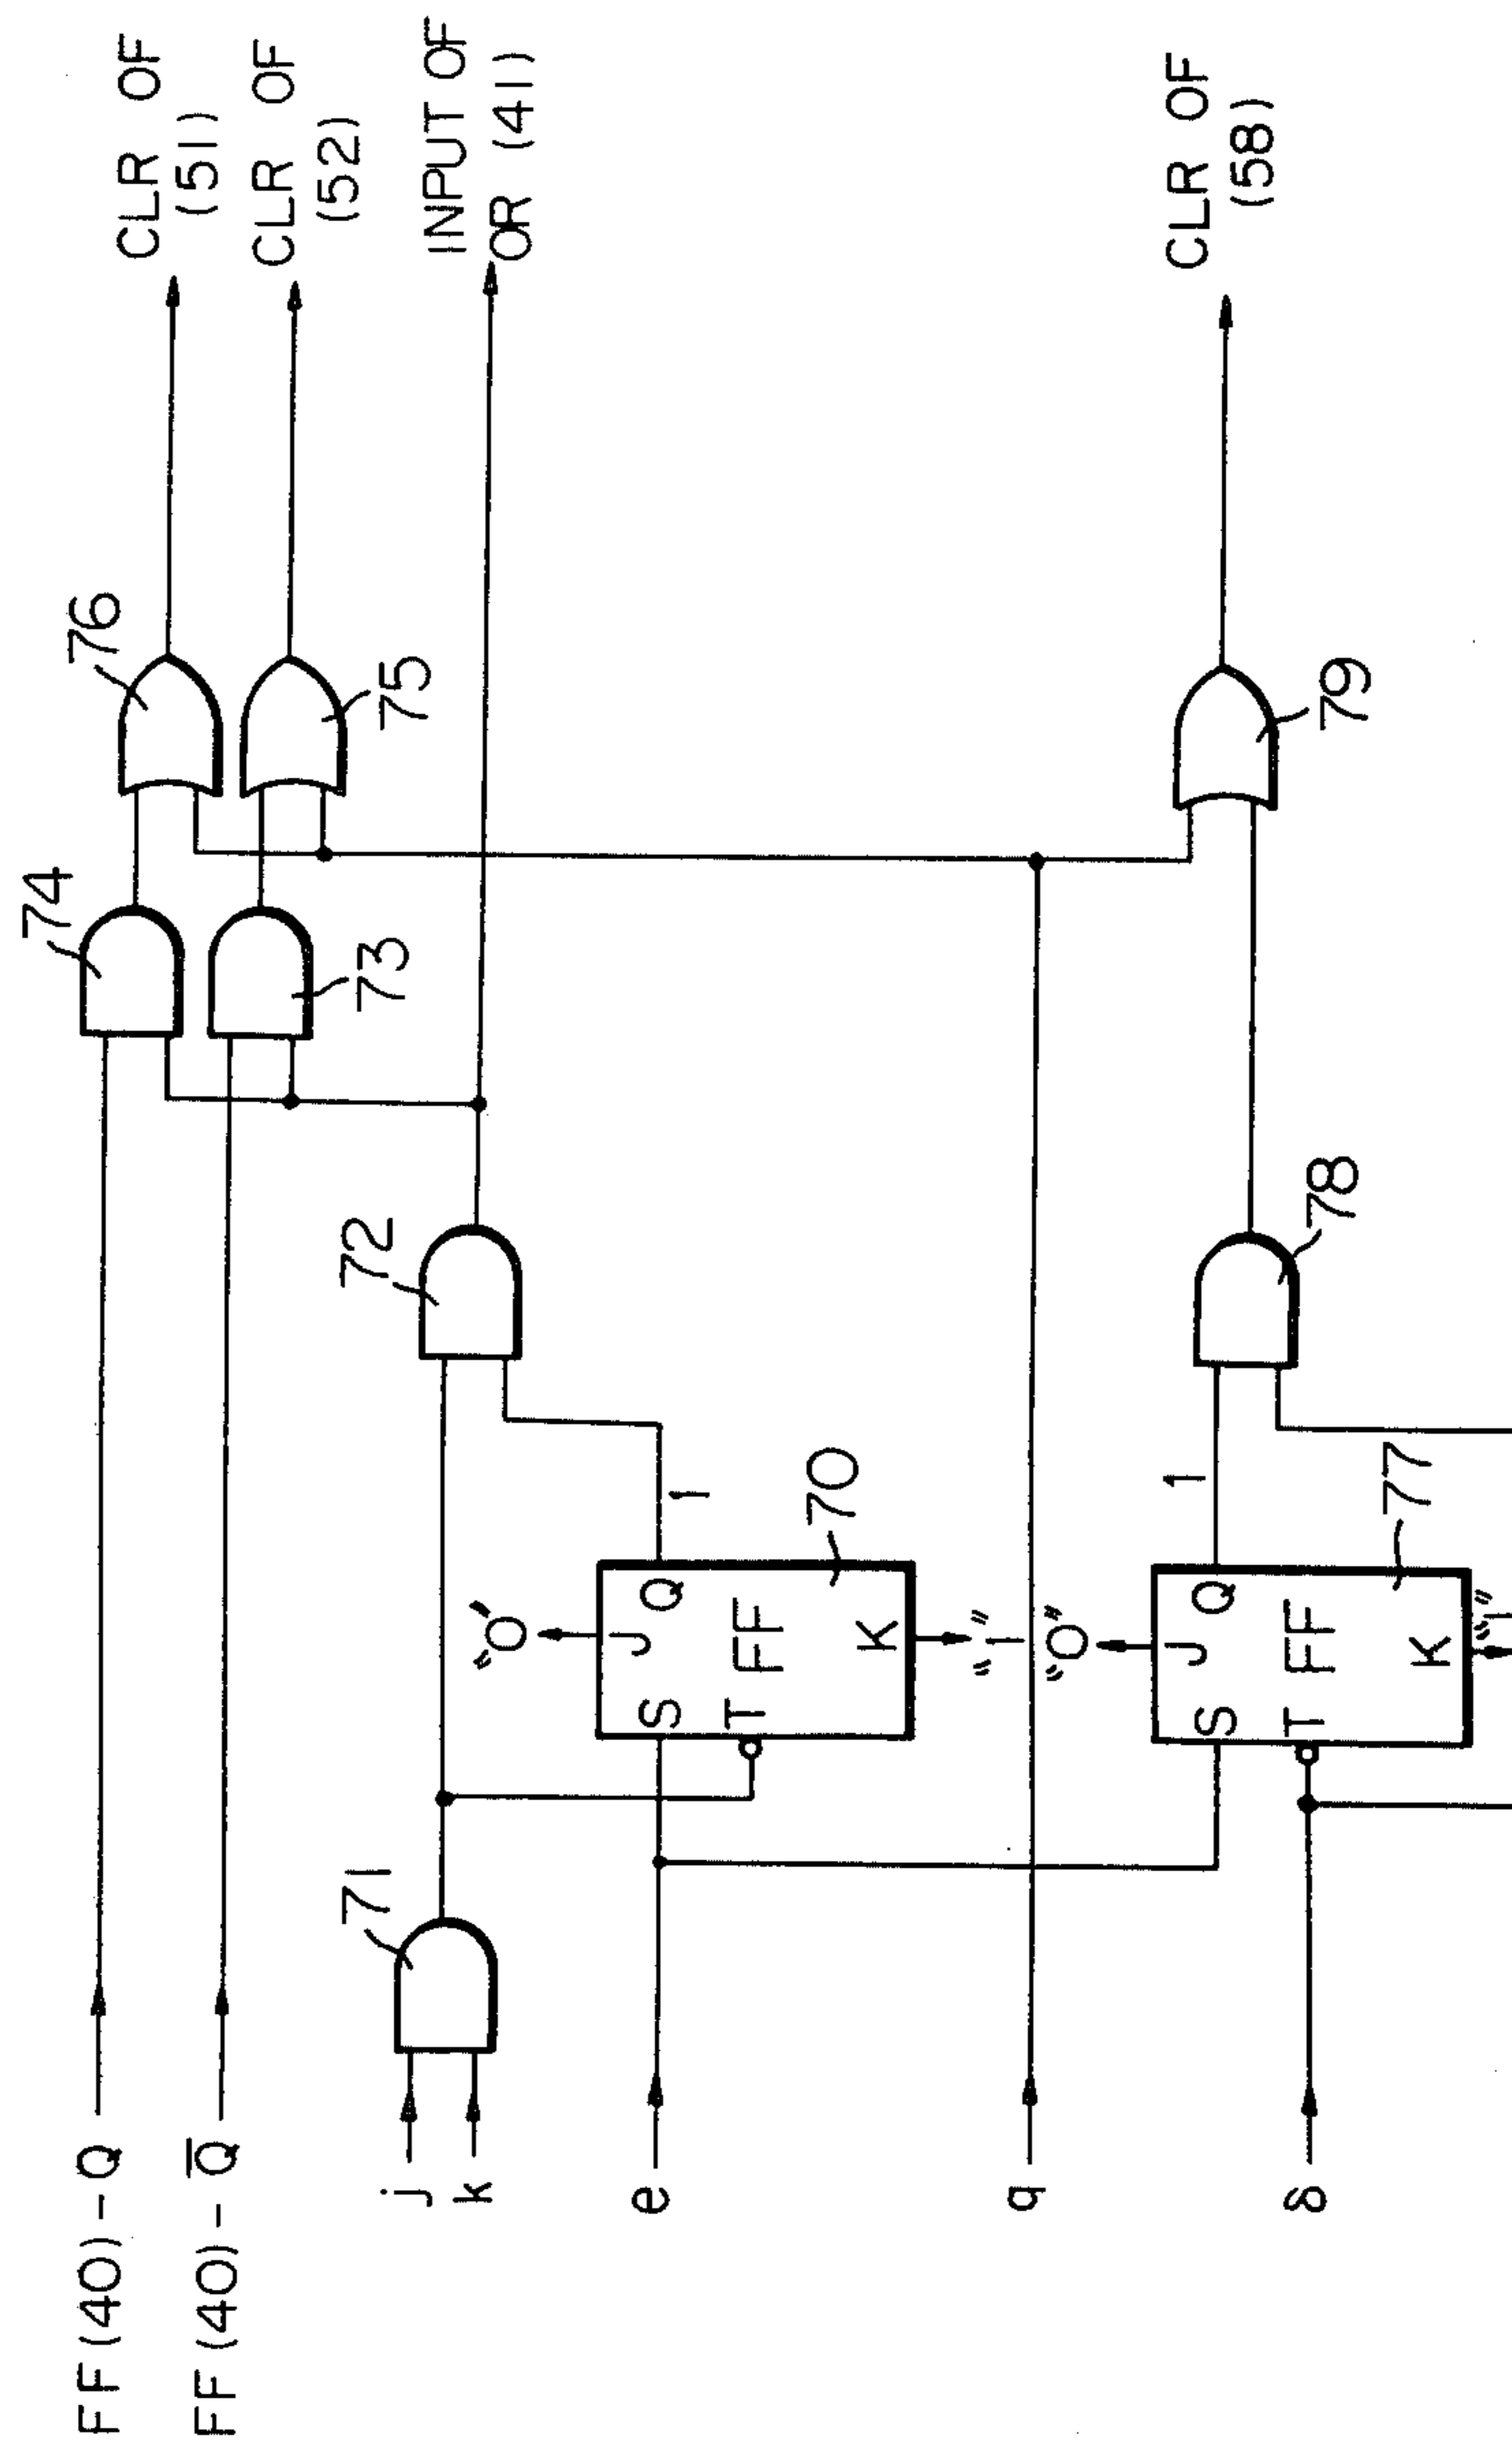 FF (40) - Q
FF (40) - Q̅
j
k
e
q
δ
71
72
74
73
76
75
CLR OF
(51)
CLR OF
(52)
INPUT OF
OR (41)
"0"
J
S
Q
T
FF
K
"1"
70
1
"0"
J
S
Q
T
FF
K
"1"
77
1
78
79
CLR OF
(58)